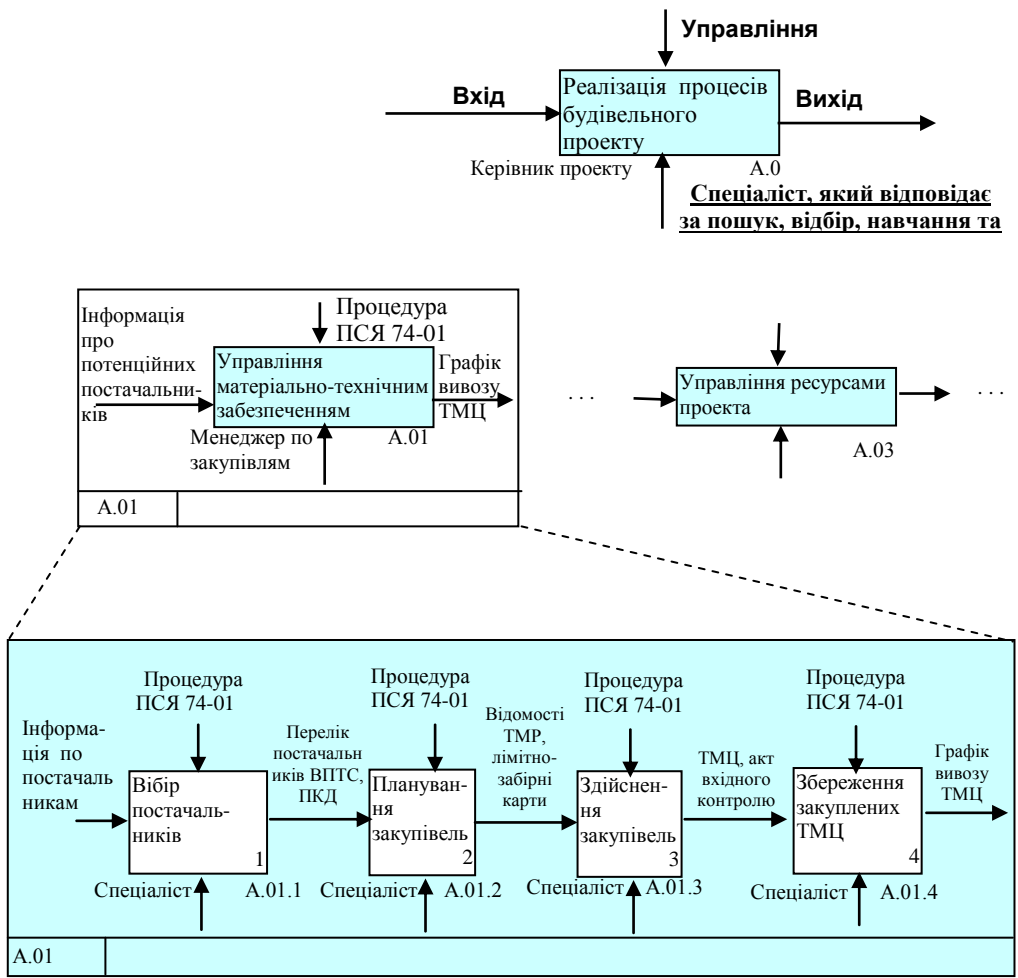 Управління
Вхід
Реалізація процесів
будівельного
проекту
Вихід
Керівник проекту
А.0
Спеціаліст, який відповідає
за пошук, відбір, навчання та
Інформація
про
потенційних
постачальни-
ків
Процедура
ПСЯ 74-01
Управління
матеріально-технічним
забезпеченням
Графік
вивозу
ТМЦ
Менеджер по
закупівлям
А.01
А.01
. . .
Управління ресурсами
проекта
. . .
А.03
Процедура
ПСЯ 74-01
Процедура
ПСЯ 74-01
Процедура
ПСЯ 74-01
Процедура
ПСЯ 74-01
Інформа-
ція по
постачаль
никам
Вібір
постачаль-
ників
1
Перелік
постачальн
иків ВПТС,
ПКД
Плануван-
ня
закупівель
2
Відомості
ТМР,
лімітно-
забірні
карти
Здійснен-
ня
закупівель
3
ТМЦ, акт
вхідного
контролю
Збереження
закуплених
ТМЦ
4
Графік
вивозу
ТМЦ
Спеціаліст
А.01.1
Спеціаліст
А.01.2
Спеціаліст
А.01.3
Спеціаліст
А.01.4
А.01